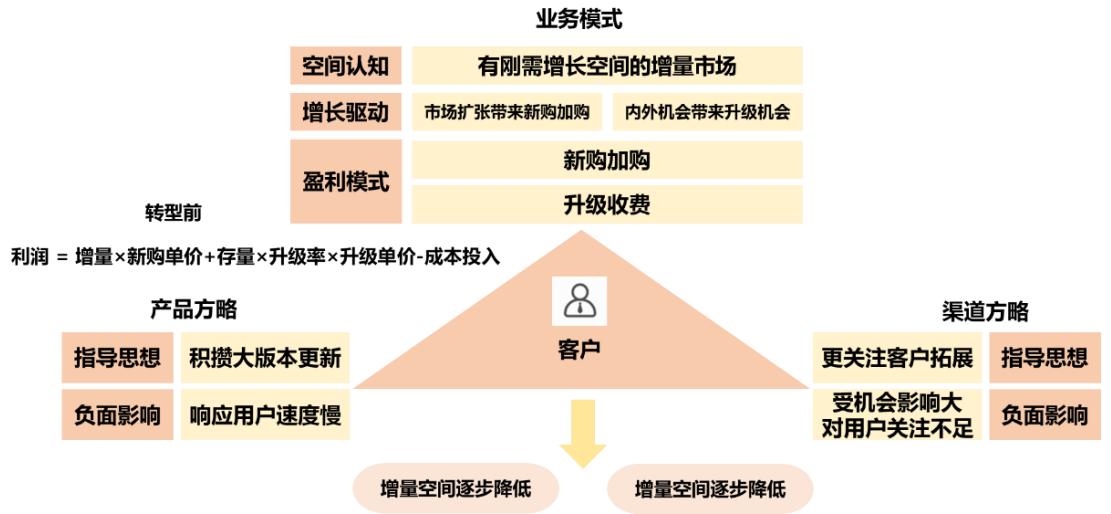 业务模式
空间认知
有刚需增长空间的增量市场
增长驱动
市场扩张带来新购加购
内外机会带来升级机会
盈利模式
新购加购
升级收费
转型前
利润 = 增量×新购单价+存量×升级率×升级单价-成本投入
客户
产品方略
指导思想
积攒大版本更新
负面影响
响应用户速度慢
渠道方略
更关注客户拓展
指导思想
受机会影响大
对用户关注不足
负面影响
增量空间逐步降低
增量空间逐步降低